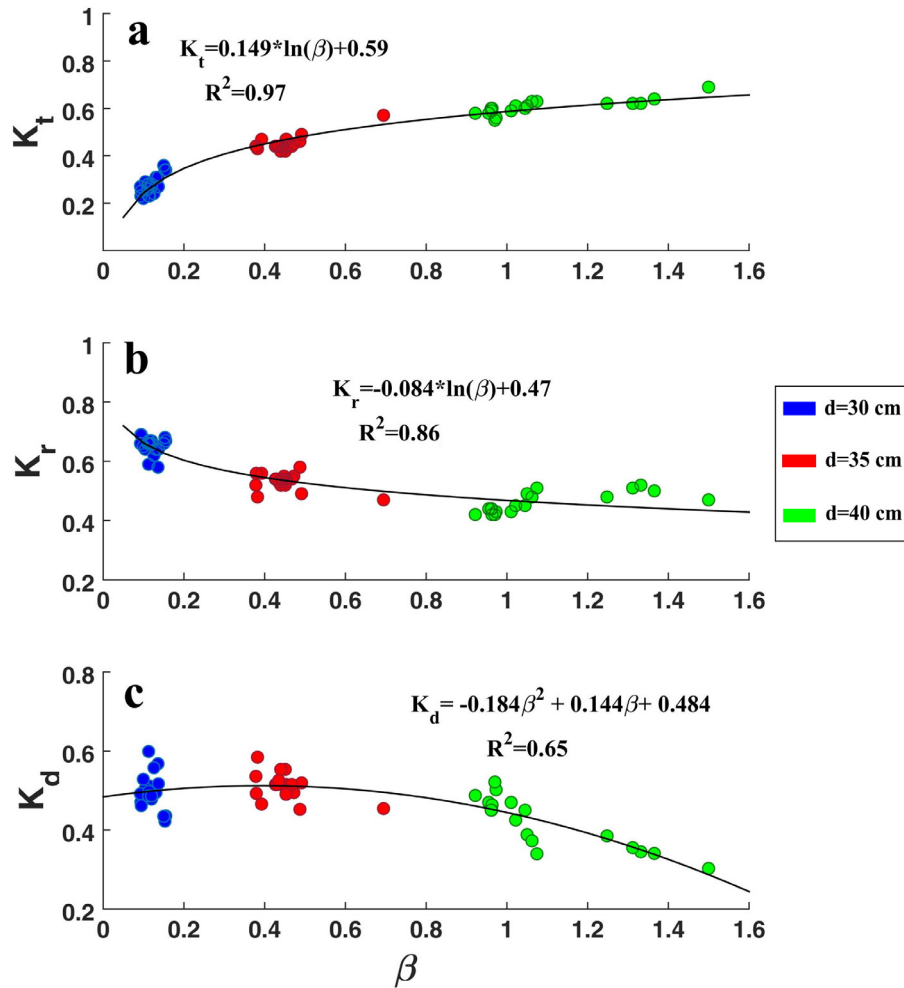 a
K_t=0.149*ln(β)+0.59
R^2=0.97
K_t
1
0.8
0.6
0.4
0.2
0 0.2 0.4 0.6 0.8 1 1.2 1.4 1.6
b
K_r=-0.084*ln(β)+0.47
R^2=0.86
K_r
1
0.8
0.6
0.4
0.2
0 0.2 0.4 0.6 0.8 1 1.2 1.4 1.6
d=30 cm
d=35 cm
d=40 cm
c
K_d= -0.184β^2 + 0.144β+ 0.484
R^2=0.65
K_d
0.8
0.6
0.4
0.2
0 0.2 0.4 0.6 0.8 1 1.2 1.4 1.6
β